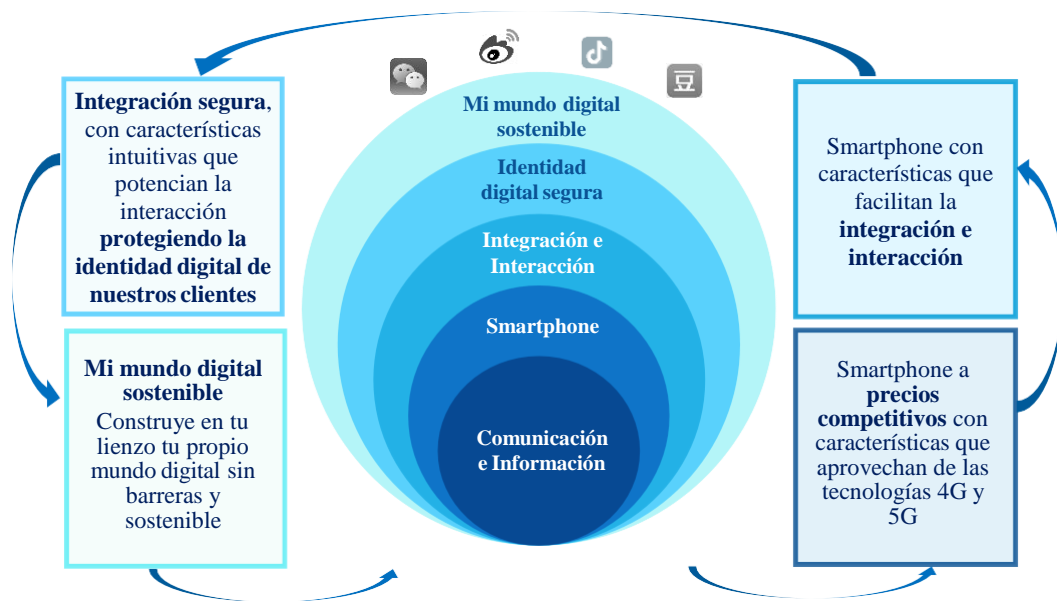 豆
Integración segura,
con características
intuitivas que
potencian la
interacción
protegiendo la
identidad digital de
nuestros clientes
Mi mundo digital
sostenible
Construye en tu
lienzo tu propio
mundo digital sin
barreras y
sostenible
Mi mundo digital
sostenible
Identidad
digital segura
Integración e
Interacción
Smartphone
Comunicación
e Información
Smartphone con
características que
facilitan la
integración e
interacción
Smartphone a
precios
competitivos con
características que
aprovechan de las
tecnologías 4G y
5G